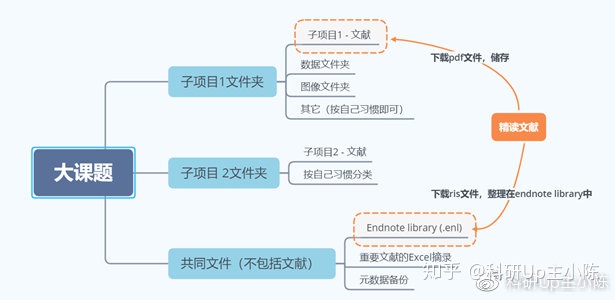 子项目1 - 文献
下载pdf文件，储存
数据文件夹
子项目1文件夹
图像文件夹
其它（按自己习惯即可）
精读文献
子项目2 - 文献
大课题
子项目 2文件夹
按自己习惯分类
下载ris文件，整理在endnote library中
Endnote library (.enl)
共同文件（不包括文献）
重要文献的Excel摘录
元数据备份
知乎 @科研Up主小陈
科研Up主小陈